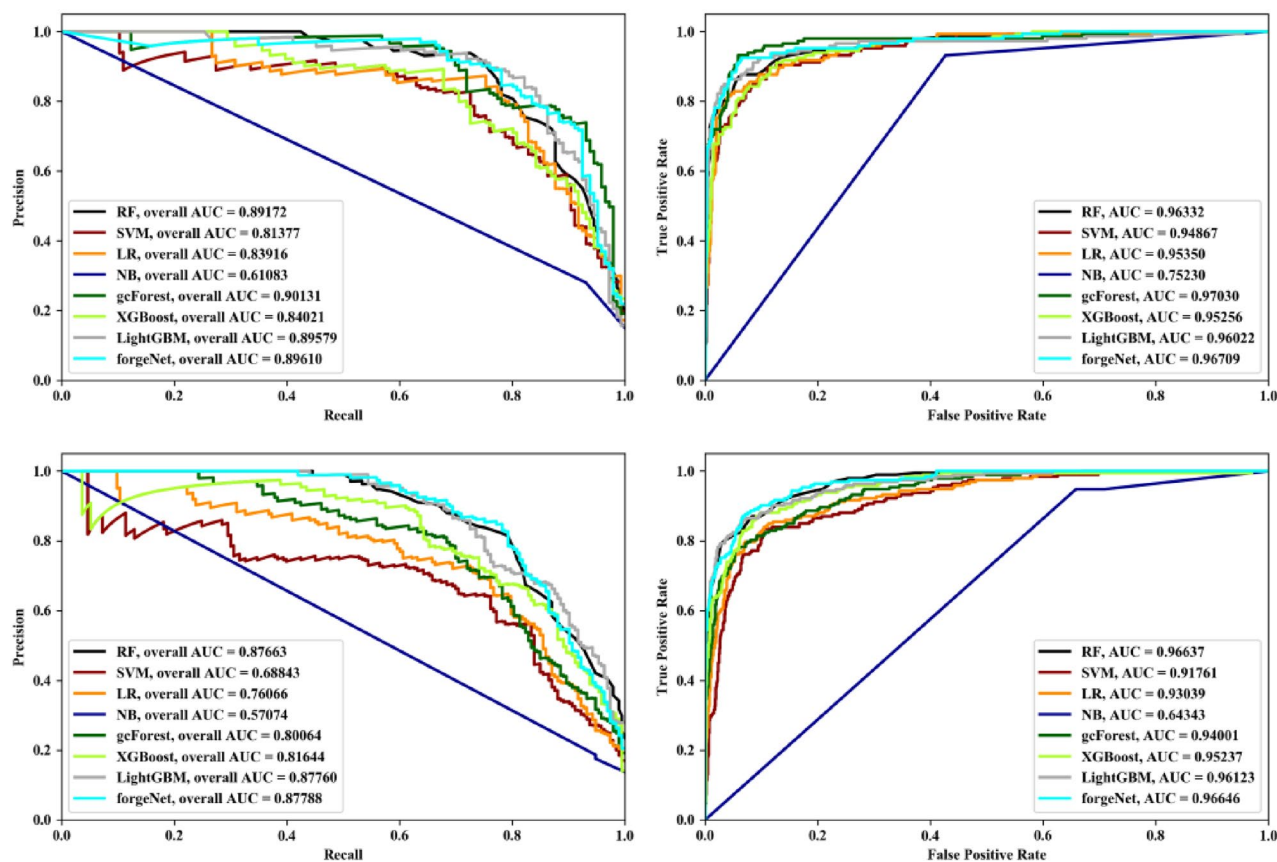 1.0
0.8
0.6
0.4
0.2
0.0
Precision
RF, overall AUC = 0.89172
SVM, overall AUC = 0.81377
LR, overall AUC = 0.83916
NB, overall AUC = 0.61083
gcForest, overall AUC = 0.90131
XGBoost, overall AUC = 0.84021
LightGBM, overall AUC = 0.89579
forgeNet, overall AUC = 0.89610
0.0 0.2 0.4 0.6 0.8 1.0
Recall
1.0
0.8
0.6
0.4
0.2
0.0
True Positive Rate
RF, AUC = 0.96332
SVM, AUC = 0.94867
LR, AUC = 0.95350
NB, AUC = 0.75230
gcForest, AUC = 0.97030
XGBoost, AUC = 0.95256
LightGBM, AUC = 0.96022
forgeNet, AUC = 0.96709
0.0 0.2 0.4 0.6 0.8 1.0
False Positive Rate
1.0
0.8
0.6
0.4
0.2
0.0
Precision
RF, overall AUC = 0.87663
SVM, overall AUC = 0.68843
LR, overall AUC = 0.76066
NB, overall AUC = 0.57074
gcForest, overall AUC = 0.80064
XGBoost, overall AUC = 0.81644
LightGBM, overall AUC = 0.87760
forgeNet, overall AUC = 0.87788
0.0 0.2 0.4 0.6 0.8 1.0
Recall
1.0
0.8
0.6
0.4
0.2
0.0
True Positive Rate
RF, AUC = 0.96637
SVM, AUC = 0.91761
LR, AUC = 0.93039
NB, AUC = 0.64343
gcForest, AUC = 0.94001
XGBoost, AUC = 0.95237
LightGBM, AUC = 0.96123
forgeNet, AUC = 0.96646
0.0 0.2 0.4 0.6 0.8 1.0
False Positive Rate